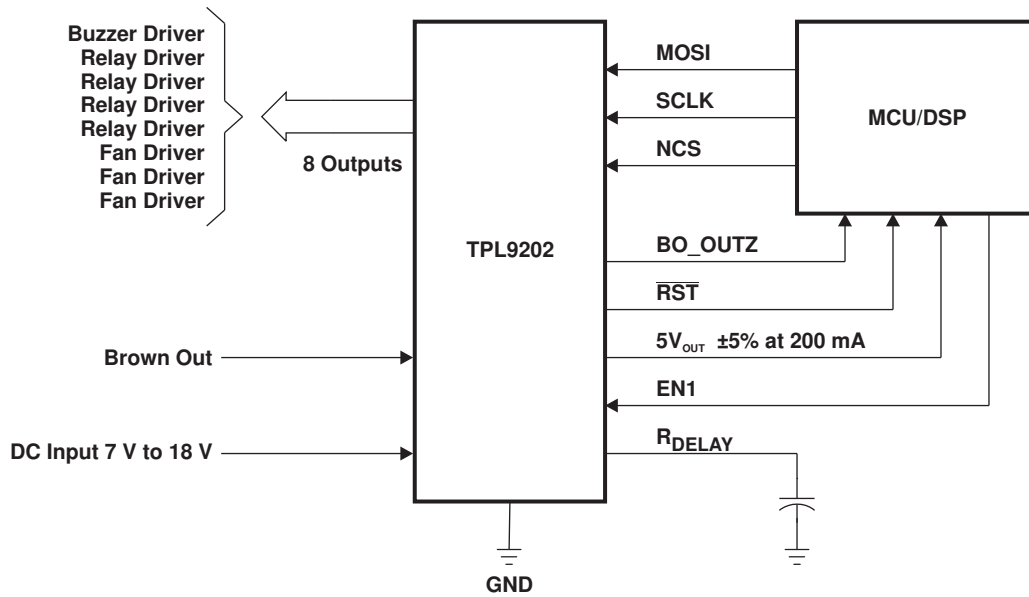 Buzzer Driver
Relay Driver
Relay Driver
Relay Driver
Relay Driver
Fan Driver
Fan Driver
Fan Driver
8 Outputs
Brown Out
DC Input 7 V to 18 V
TPL9202
GND
MOSI
SCLK
NCS
BO_OUTZ
RST
5VOUT ±5% at 200 mA
EN1
RDELAY
MCU/DSP